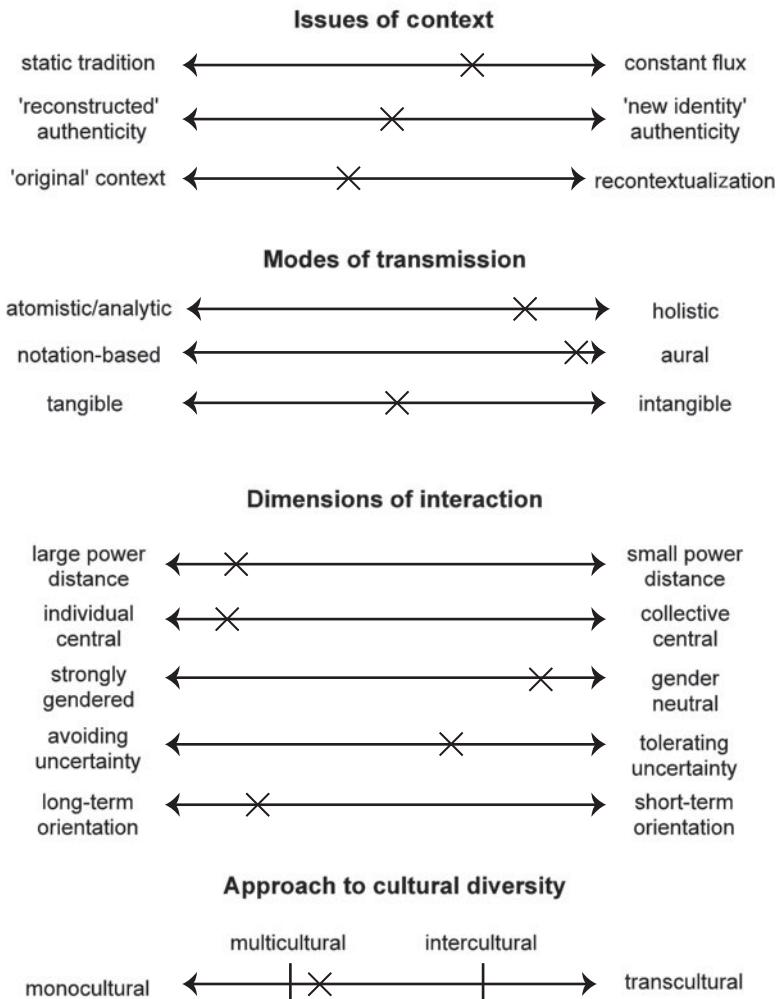 Issues of context
static tradition constant flux
'reconstructed' 'new identity'
authenticity authenticity
'original' context recontextualization
Modes of transmission
atomistic/analytic holistic
notation-based aural
tangible intangible
Dimensions of interaction
large power small power
distance distance
individual collective
central central
strongly gender
gendered neutral
avoiding tolerating
uncertainty uncertainty
long-term short-term
orientation orientation
Approach to cultural diversity
multicultural intercultural
monocultural transcultural